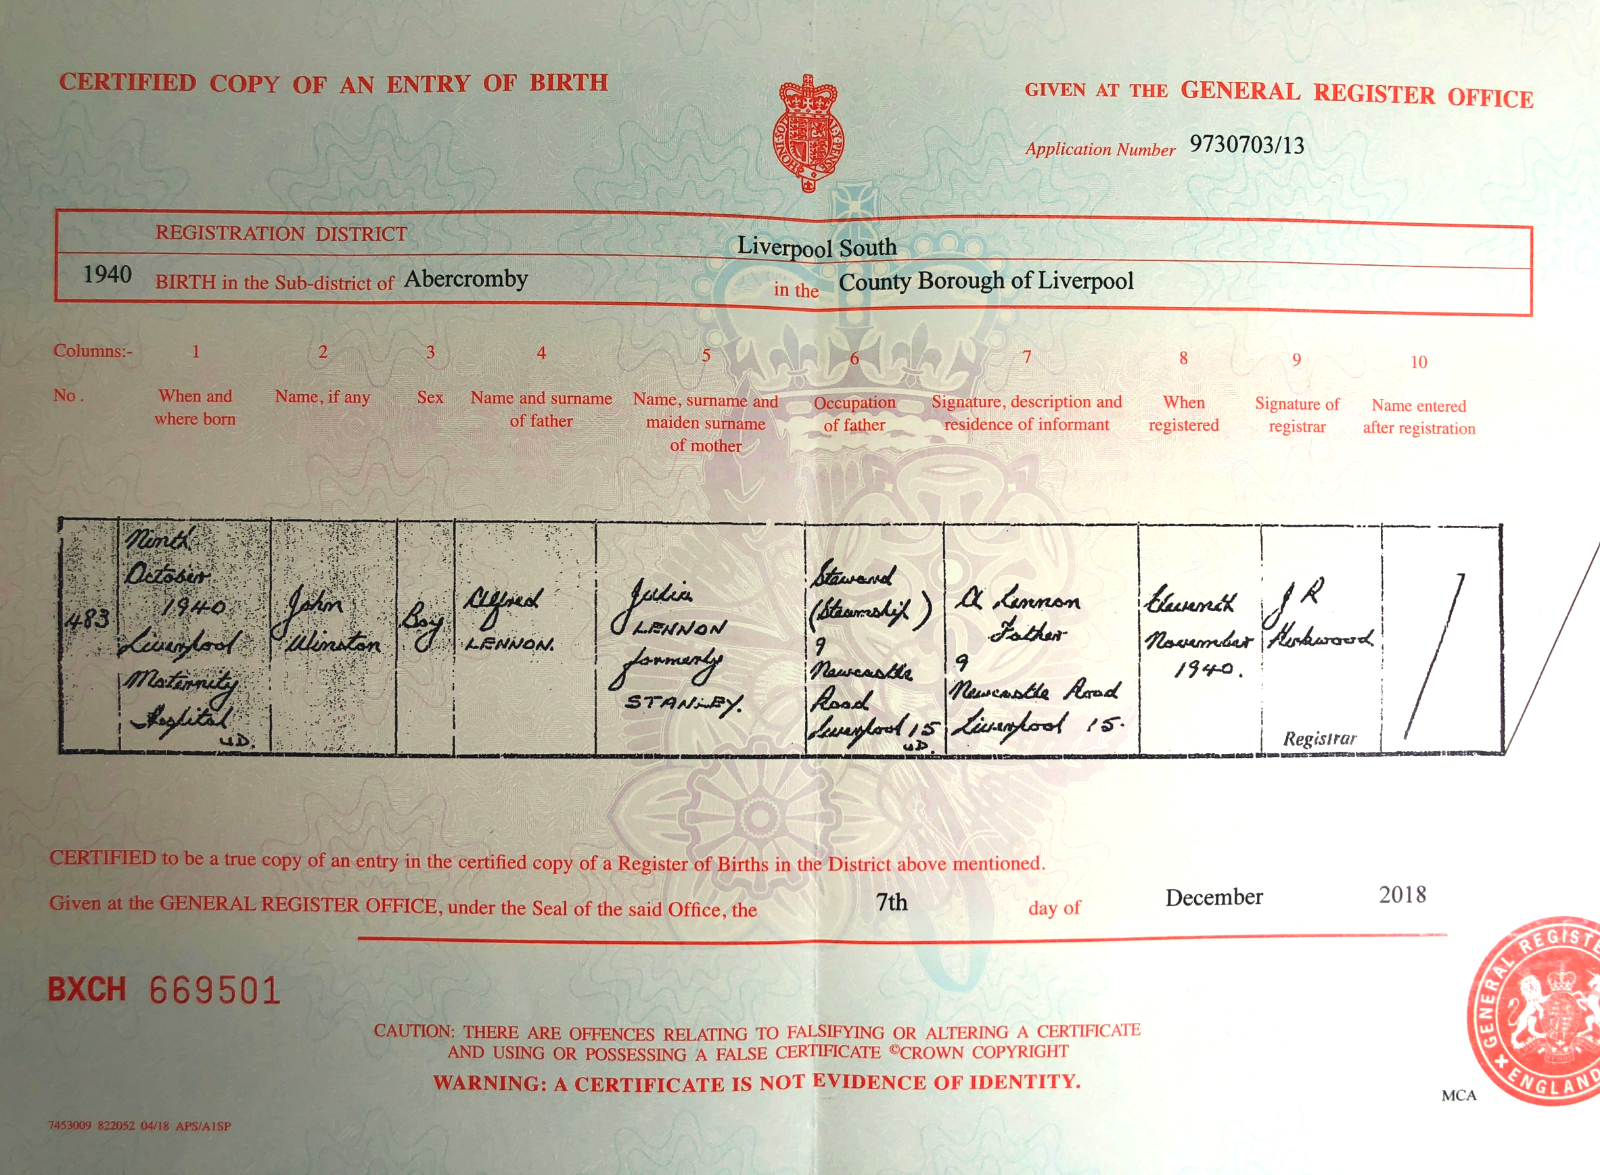 CERTIFIED COPY OF AN ENTRY OF BIRTH
GIVEN AT THE GENERAL REGISTER OFFICE
Application Number 9730703/13
REGISTRATION DISTRICT Liverpool South
1940 BIRTH in the Sub-district of Abercromby in the County Borough of Liverpool
Columns:- 1 2 3 4 5 6 7 8 9 10
No.
When and
where born
Name, if any
Sex
Name and surname
of father
Name, surname and
maiden surname
of mother
Occupation
of father
Signature, description and
residence of informant
When
registered
Signature of
registrar
Name entered
after registration
483
Ninth
October
1940
Liverpool
Maternity
Hospital
UD.
John
Winston
Boy
Alfred
LENNON.
Julia
LENNON
formerly
STANLEY.
Steward
(Steamship)
9
Newcastle
Road
Liverpool 15
UD.
A Lennon
Father
9
Newcastle Road
Liverpool 15.
Eleventh
November
1940.
J R
Kirkwood
Registrar
CERTIFIED to be a true copy of an entry in the certified copy of a Register of Births in the District above mentioned.
Given at the GENERAL REGISTER OFFICE, under the Seal of the said Office, the 7th day of December 2018
BXCH 669501
CAUTION: THERE ARE OFFENCES RELATING TO FALSIFYING OR ALTERING A CERTIFICATE
AND USING OR POSSESSING A FALSE CERTIFICATE ©CROWN COPYRIGHT
WARNING: A CERTIFICATE IS NOT EVIDENCE OF IDENTITY.
GENERAL REGISTE
ENGLAND
MCA
7453009 822052 04/18 APS/A1SP